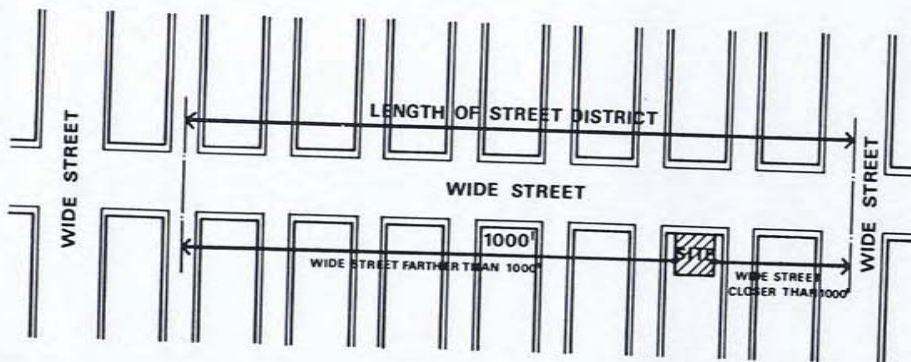 LENGTH OF STREET DISTRICT
WIDE STREET
WIDE STREET
WIDE STREET
1000'
SITE
WIDE STREET FARTHER THAN 1000'
WIDE STREET
CLOSER THAN 1000'